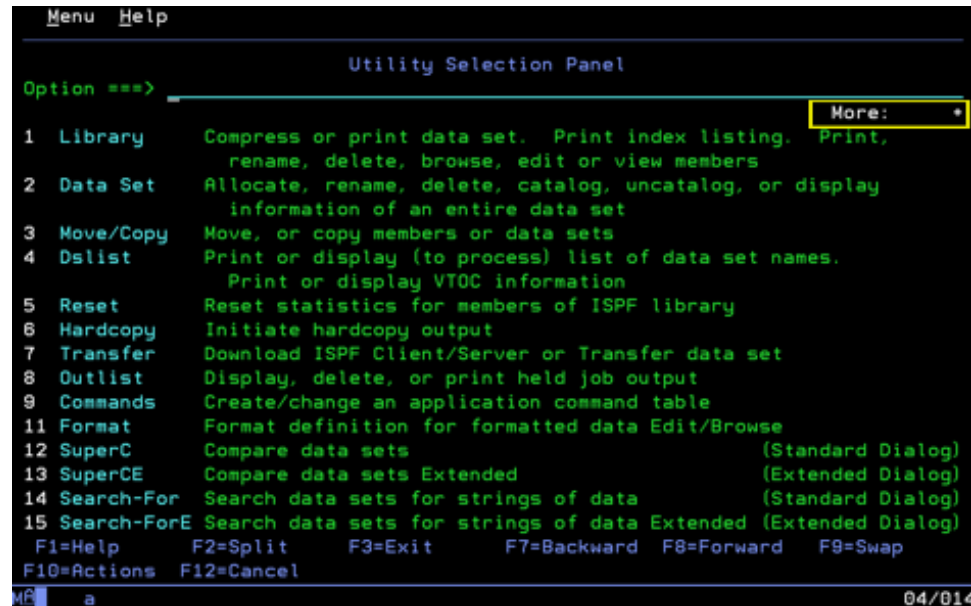 Menu Help
Utility Selection Panel
Option ===>
More: +
1 Library Compress or print data set. Print index listing. Print,
rename, delete, browse, edit or view members
2 Data Set Allocate, rename, delete, catalog, uncatalog, or display
information of an entire data set
3 Move/Copy Move, or copy members or data sets
4 Dslist Print or display (to process) list of data set names.
Print or display VTOC information
5 Reset Reset statistics for members of ISPF library
6 Hardcopy Initiate hardcopy output
7 Transfer Download ISPF Client/Server or Transfer data set
8 Outlist Display, delete, or print held job output
9 Commands Create/change an application command table
11 Format Format definition for formatted data Edit/Browse
12 SuperC Compare data sets (Standard Dialog)
13 SuperCE Compare data sets Extended (Extended Dialog)
14 Search-For Search data sets for strings of data (Standard Dialog)
15 Search-ForE Search data sets for strings of data Extended (Extended Dialog)
F1=Help F2=Split F3=Exit F7=Backward F8=Forward F9=Swap
F10=Actions F12=Cancel
MA a 04/014